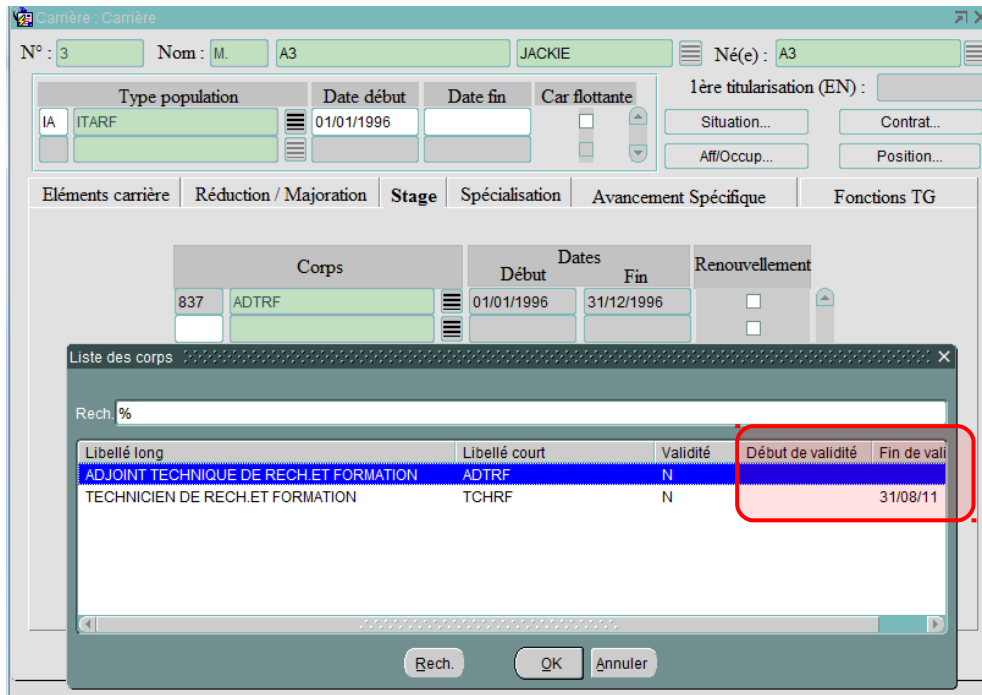 Carrière : Carrière
N° : 3 Nom : M. A3 JACKIE Né(e) : A3
Type population Date début Date fin Car flottante 1ère titularisation (EN) :
IA ITARF 01/01/1996 Situation... Contrat...
Aff/Occup... Position...
Eléments carrière Réduction / Majoration Stage Spécialisation Avancement Spécifique Fonctions TG
Corps Dates Renouvellement
Début Fin
837 ADTRF 01/01/1996 31/12/1996
Liste des corps
Rech. %
Libellé long Libellé court Validité Début de validité Fin de vali
ADJOINT TECHNIQUE DE RECH.ET FORMATION ADTRF N
TECHNICIEN DE RECH.ET FORMATION TCHRF N 31/08/11
Rech. OK Annuler